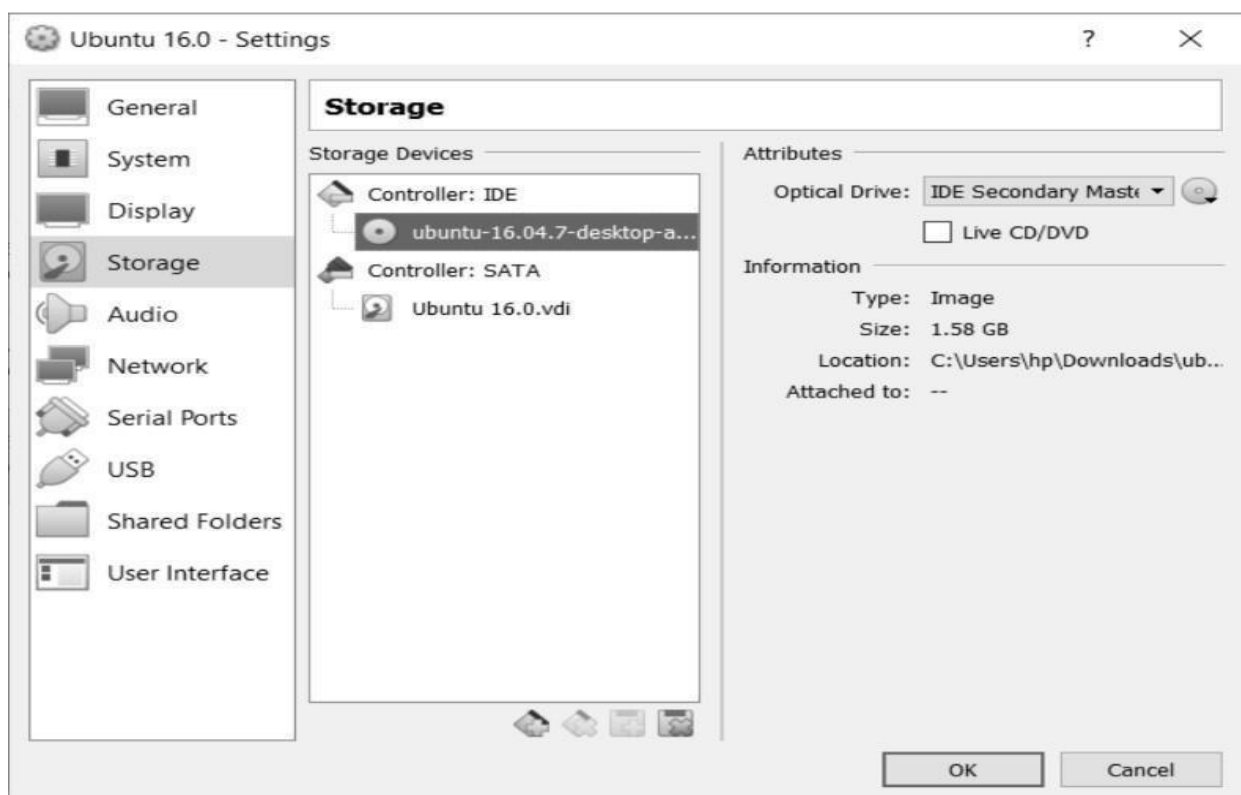 Ubuntu 16.0 - Settings
?
General
System
Display
Storage
Audio
Network
Serial Ports
USB
Shared Folders
User Interface
Storage
Storage Devices
Controller: IDE
ubuntu-16.04.7-desktop-a...
Controller: SATA
Ubuntu 16.0.vdi
Attributes
Optical Drive: IDE Secondary Maste
Live CD/DVD
Information
Type: Image
Size: 1.58 GB
Location: C:\Users\hp\Downloads\ub...
Attached to: --
OK
Cancel